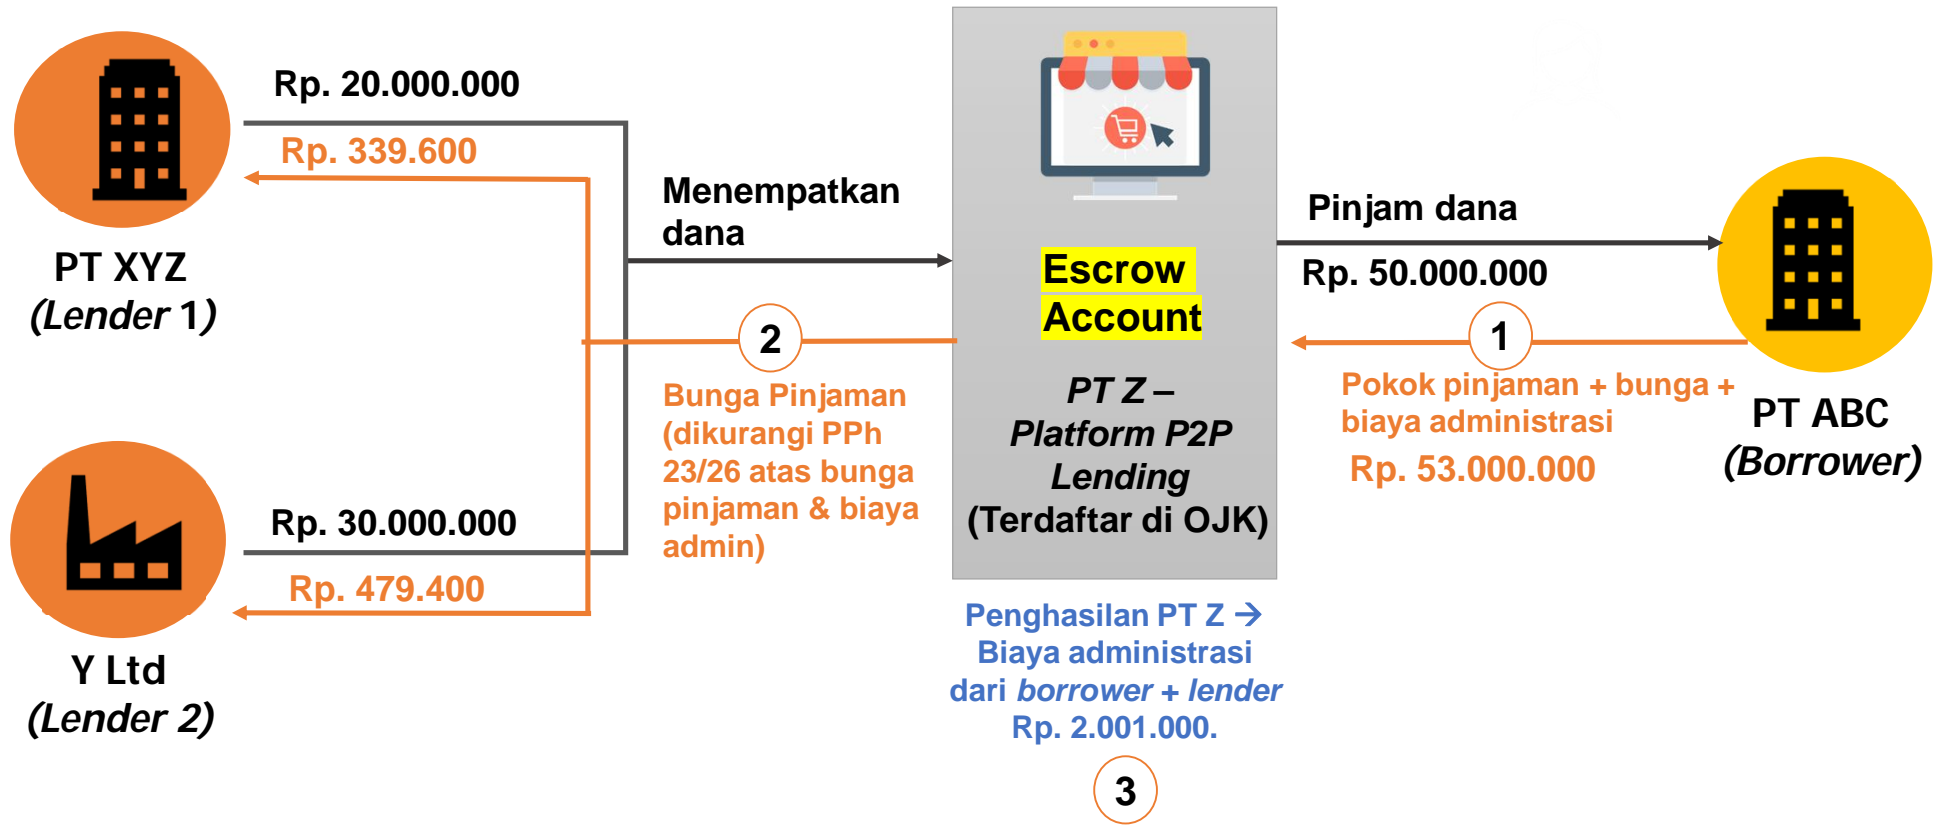 Rp. 20.000.000
Rp. 339.600
PT XYZ
(Lender 1)
Rp. 30.000.000
Rp. 479.400
Y Ltd
(Lender 2)
Menempatkan
dana
2
Bunga Pinjaman
(dikurangi PPh
23/26 atas bunga
pinjaman & biaya
admin)
Escrow
Account
PT Z –
Platform P2P
Lending
(Terdaftar di OJK)
Penghasilan PT Z →
Biaya administrasi
dari borrower + lender
Rp. 2.001.000.
3
Pinjam dana
Rp. 50.000.000
1
Pokok pinjaman + bunga +
biaya administrasi
Rp. 53.000.000
PT ABC
(Borrower)